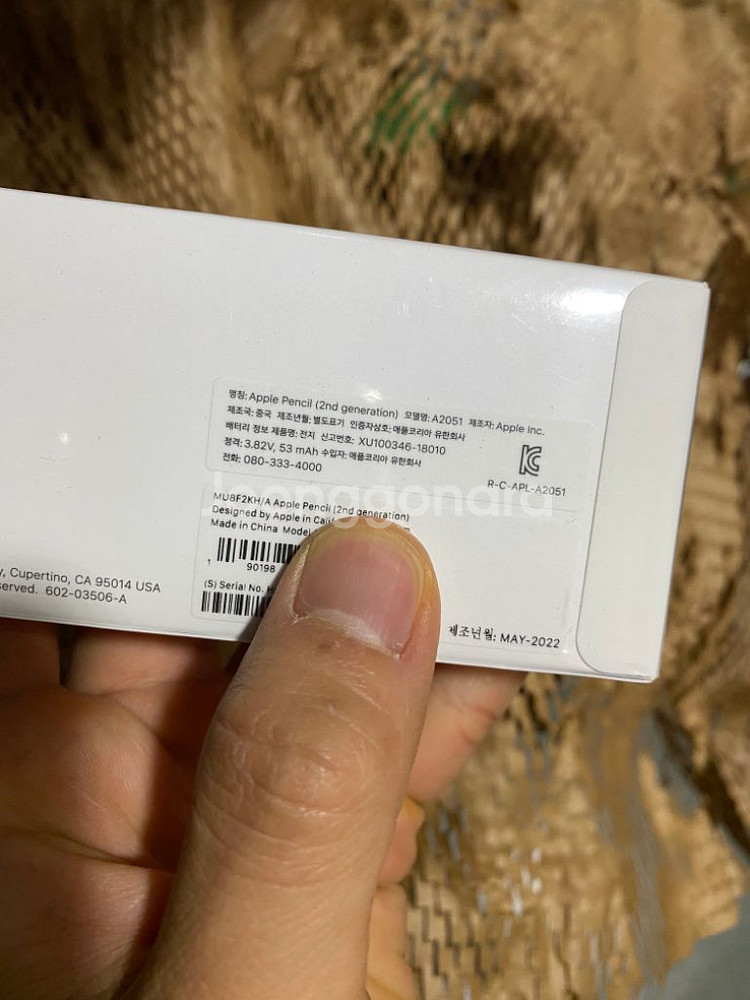 명칭: Apple Pencil (2nd generation) 모델명: A2051 제조자: Apple Inc.
제조국: 중국 제조년월: 별도표기 인증자상호: 애플코리아 유한회사
배터리 정보 제품명: 전지 신고번호: XU100346-18010
정격: 3.82V, 53 mAh 수입자: 애플코리아 유한회사
전화: 080-333-4000
R-C-APL-A2051
Joonggonara
MU8F2KH/A Apple Pencil (2nd generation)
Designed by Apple in
Made in China Model
1 90198
(S) Serial No.
제조년월: MAY-2022
Cupertino, CA 95014 USA
602-03506-A